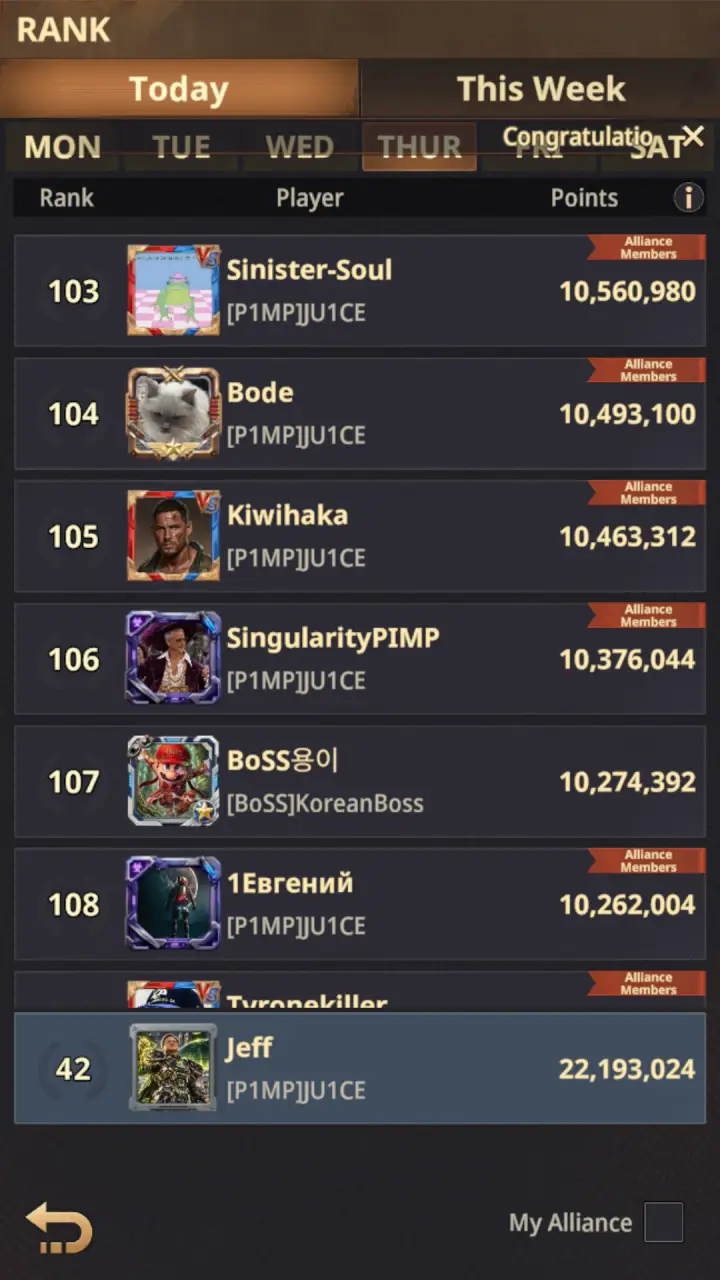 RANK
Today
This Week
Congratulatio
MON
TUE
WED
THUR
FRI
SAT
Rank
Player
Points
Alliance
Members
103
Sinister-Soul
[P1MP]JU1CE
10,560,980
Alliance
Members
104
Bode
[P1MP]JU1CE
10,493,100
Alliance
Members
105
Kiwihaka
[P1MP]JU1CE
10,463,312
Alliance
Members
106
SingularityPIMP
[P1MP]JU1CE
10,376,044
107
BoSS용이
[BoSS]KoreanBoss
10,274,392
Alliance
Members
108
1Евгений
[P1MP]JU1CE
10,262,004
Alliance
Members
Tyronekiller
42
Jeff
[P1MP]JU1CE
22,193,024
My Alliance